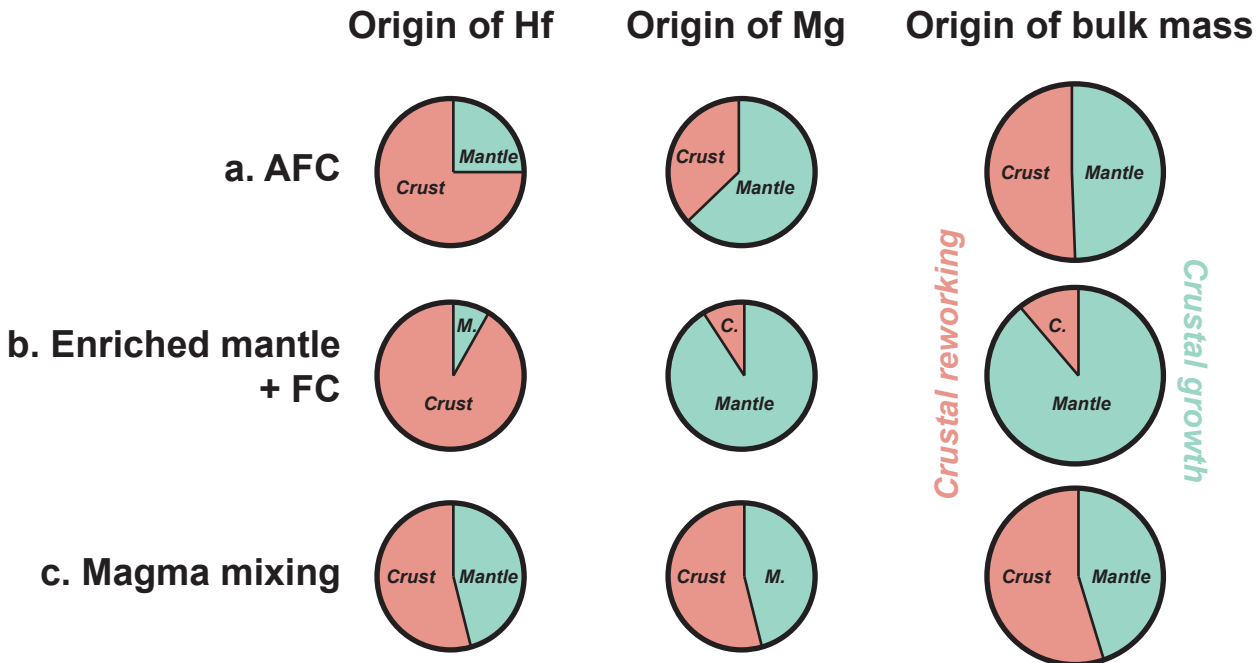 Origin of Hf
Origin of Mg
Origin of bulk mass
a. AFC
Crust
Mantle
Crust
Mantle
Crust
Mantle
b. Enriched mantle
+ FC
M.
Crust
C.
Mantle
C.
Mantle
Crustal reworking
Crustal growth
c. Magma mixing
Crust
Mantle
Crust
M.
Crust
Mantle